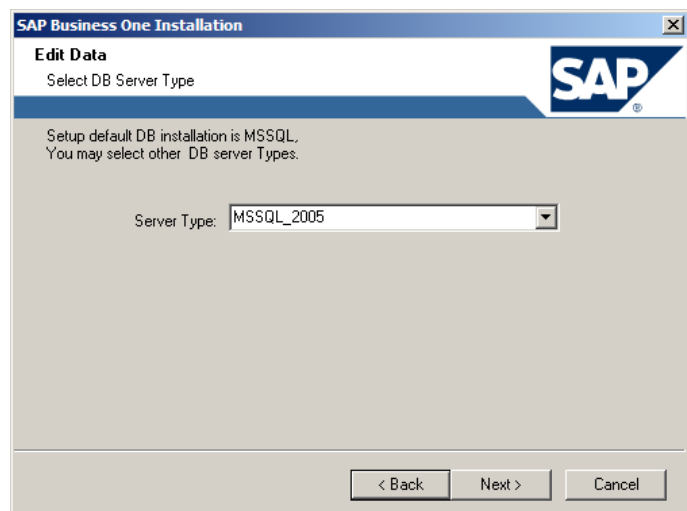 SAP Business One Installation
Edit Data
Select DB Server Type
SAP
®
Setup default DB installation is MSSQL,
You may select other DB server Types.
Server Type: MSSQL_2005
< Back Next > Cancel